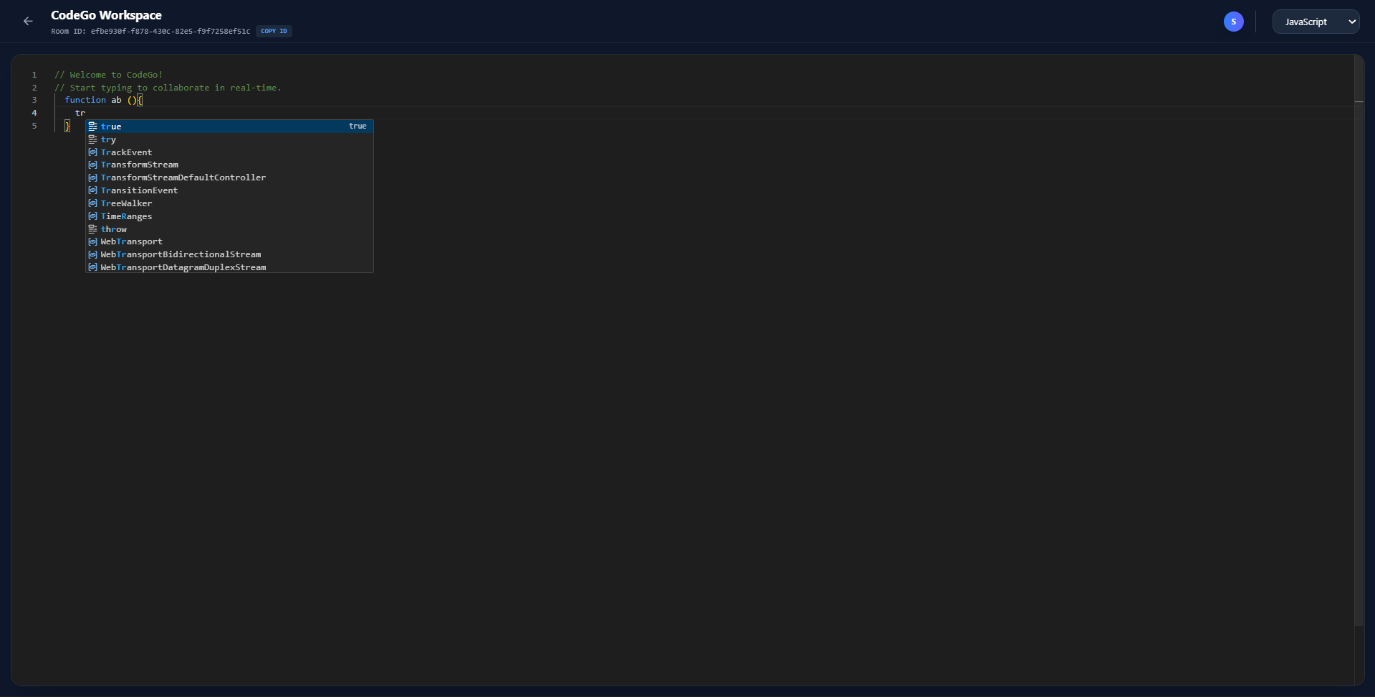 CodeGo Workspace
Room ID: efbe930f-f878-430c-82e5-f9f7258ef51c COPY ID
S
JavaScript
1 // Welcome to CodeGo!
2 // Start typing to collaborate in real-time.
3 function ab (){
4 tr
5 }
true true
try
TrackEvent
TransformStream
TransformStreamDefaultController
TransitionEvent
TreeWalker
TimeRanges
throw
WebTransport
WebTransportBidirectionalStream
WebTransportDatagramDuplexStream